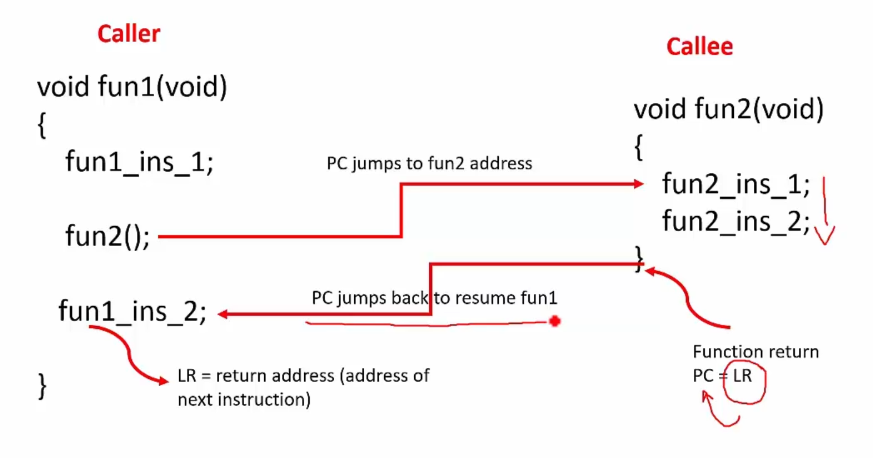 Caller
void fun1(void)
{
fun1_ins_1;
fun2();
fun1_ins_2;
}
LR = return address (address of
next instruction)
PC jumps to fun2 address
PC jumps back to resume fun1
Callee
void fun2(void)
{
fun2_ins_1;
fun2_ins_2;
}
Function return
PC = LR